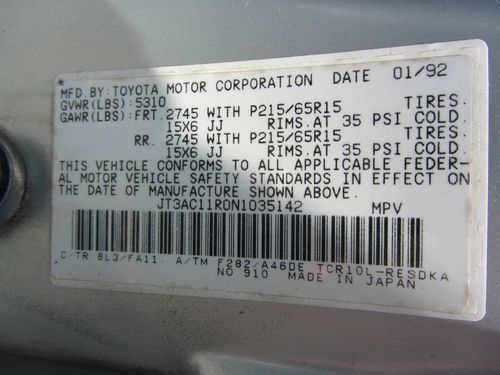 MFD.BY:TOYOTA MOTOR CORPORATION DATE 01/92
GVWR(LBS):5310
GAWR(LBS):FRT.2745 WITH P215/65R15 TIRES.
15X6 JJ RIMS.AT 35 PSI COLD.
RR. 2745 WITH P215/65R15 TIRES.
15X6 JJ RIMS.AT 35 PSI COLD.
THIS VEHICLE CONFORMS TO ALL APPLICABLE FEDER-
AL MOTOR VEHICLE SAFETY STANDARDS IN EFFECT ON
THE DATE OF MANUFACTURE SHOWN ABOVE.
JT3AC11R0N1035142 MPV
C/TR 6L3/FA11 A/TM F2B2/A46DE TCR10L-RESDKA
NO 910 MADE IN JAPAN